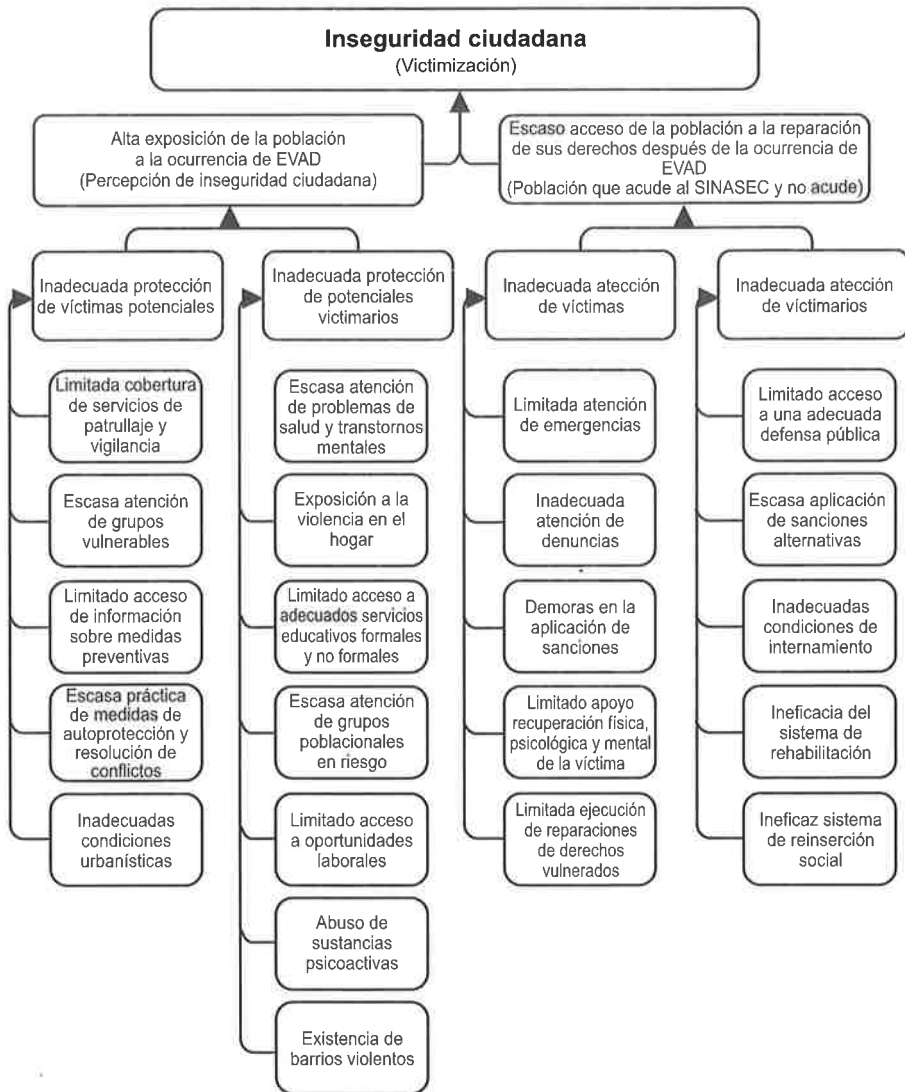 Inseguridad ciudadana
(Victimización)
Alta exposición de la población
a la ocurrencia de EVAD
(Percepción de inseguridad ciudadana)
Escaso acceso de la población a la reparación
de sus derechos después de la ocurrencia de
EVAD
(Población que acude al SINASEC y no acude)
Inadecuada protección
de víctimas potenciales
Limitada cobertura
de servicios de
patrullaje y
vigilancia
Escasa atención
de grupos
vulnerables
Limitado acceso
de información
sobre medidas
preventivas
Escasa práctica
de medidas de
autoprotección y
resolución de
conflictos
Inadecuadas
condiciones
urbanísticas
Inadecuada protección
de potenciales
victimarios
Escasa atención
de problemas de
salud y transtornos
mentales
Exposición a la
violencia en el
hogar
Limitado acceso a
adecuados servicios
educativos formales
y no formales
Escasa atención
de grupos
poblacionales
en riesgo
Limitado acceso
a oportunidades
laborales
Abuso de
sustancias
psicoactivas
Existencia de
barrios violentos
Inadecuada atección
de víctimas
Limitada atención
de emergencias
Inadecuada
atención de
denuncias
Demoras en la
aplicación de
sanciones
Limitado apoyo
recuperación física,
psicológica y mental
de la víctima
Limitada ejecución
de reparaciones
de derechos
vulnerados
Inadecuada atección
de víctimarios
Limitado acceso
a una adecuada
defensa pública
Escasa aplicación
de sanciones
alternativas
Inadecuadas
condiciones de
internamiento
Ineficacia del
sistema de
rehabilitación
Ineficaz sistema
de reinserción
social